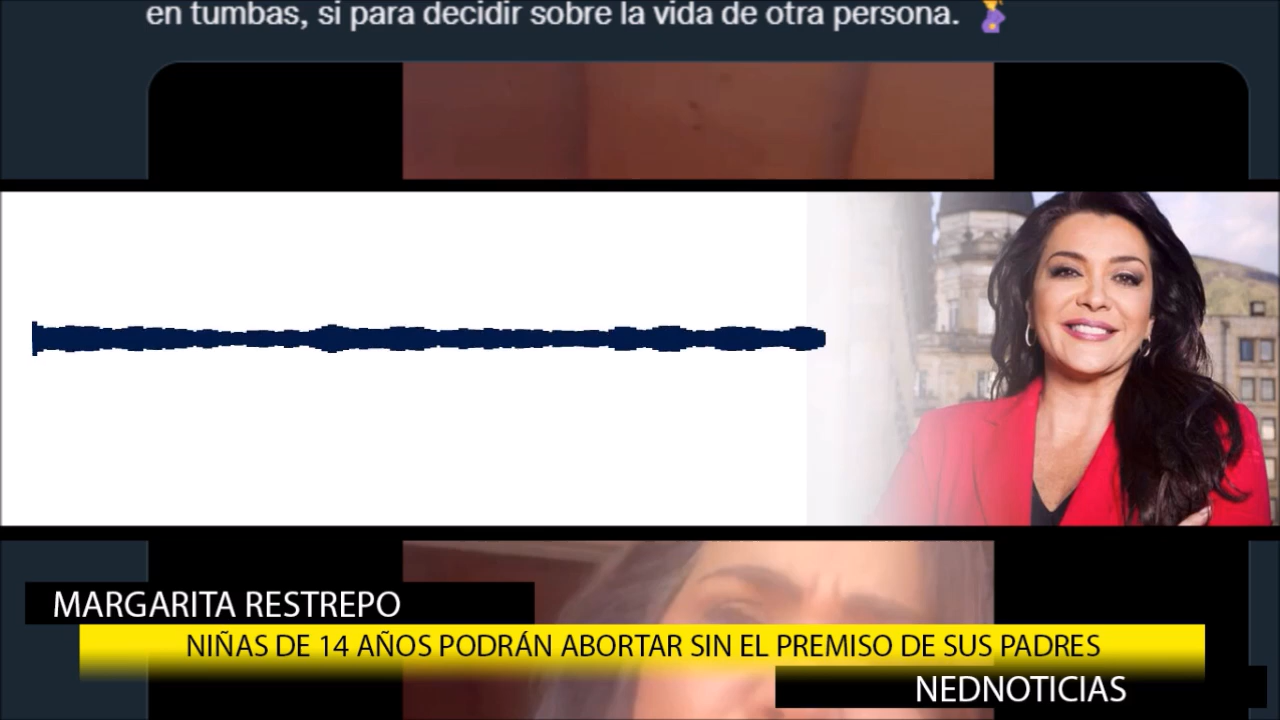 en tumbas, si para decidir sobre la vida de otra persona.
MARGARITA RESTREPO
NIÑAS DE 14 AÑOS PODRÁN ABORTAR SIN EL PREMISO DE SUS PADRES
NEDNOTICIAS